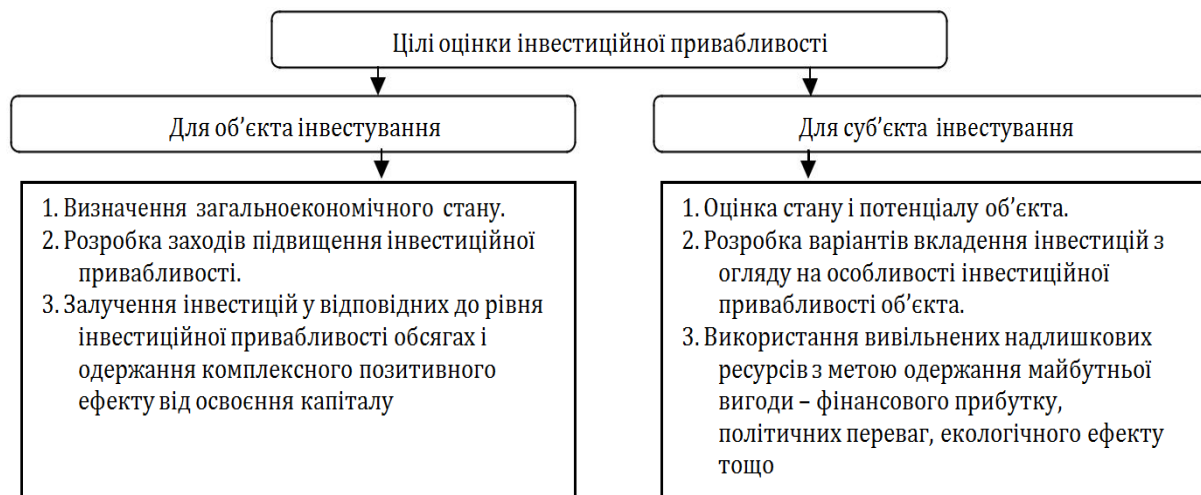 Цілі оцінки інвестиційної привабливості
Для об’єкта інвестування
1. Визначення загальноекономічного стану.
2. Розробка заходів підвищення інвестиційної
привабливості.
3. Залучення інвестицій у відповідних до рівня
інвестиційної привабливості обсягах і
одержання комплексного позитивного
ефекту від освоєння капіталу
Для суб’єкта інвестування
1. Оцінка стану і потенціалу об’єкта.
2. Розробка варіантів вкладення інвестицій з
огляду на особливості інвестиційної
привабливості об’єкта.
3. Використання вивільнених надлишкових
ресурсів з метою одержання майбутньої
вигоди – фінансового прибутку,
політичних переваг, екологічного ефекту
тощо